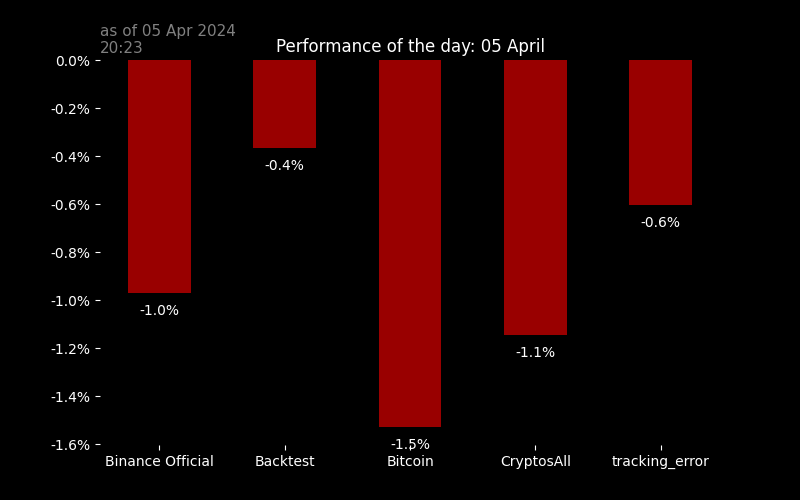 as of 05 Apr 2024
20:23
Performance of the day: 05 April
0.0%
-0.2%
-0.4%
-0.6%
-0.8%
-1.0%
-1.2%
-1.4%
-1.6%
-1.0%
-0.4%
-1.5%
-1.1%
-0.6%
Binance Official
Backtest
Bitcoin
CryptosAll
tracking_error